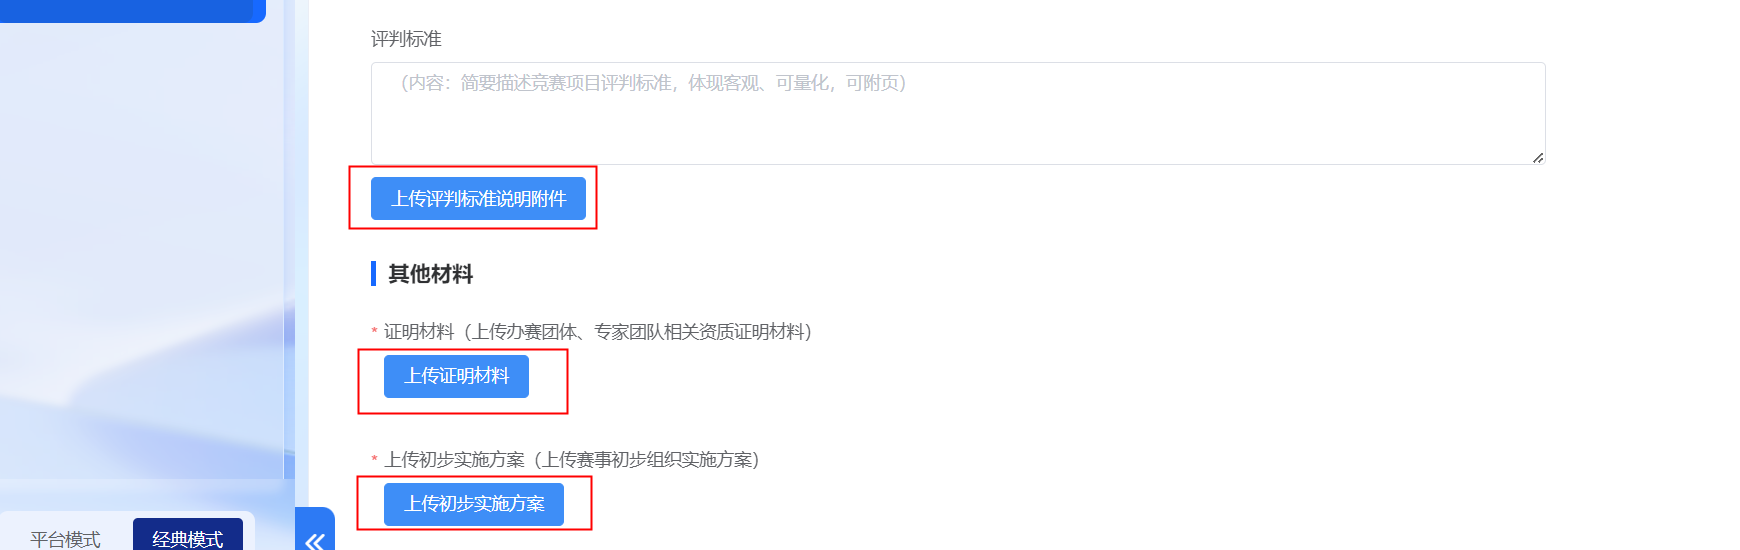 评判标准
（内容：简要描述竞赛项目评判标准，体现客观、可量化，可附页）
上传评判标准说明附件
其他材料
* 证明材料（上传办赛团体、专家团队相关资质证明材料）
上传证明材料
* 上传初步实施方案（上传赛事初步组织实施方案）
上传初步实施方案
平台模式 经典模式